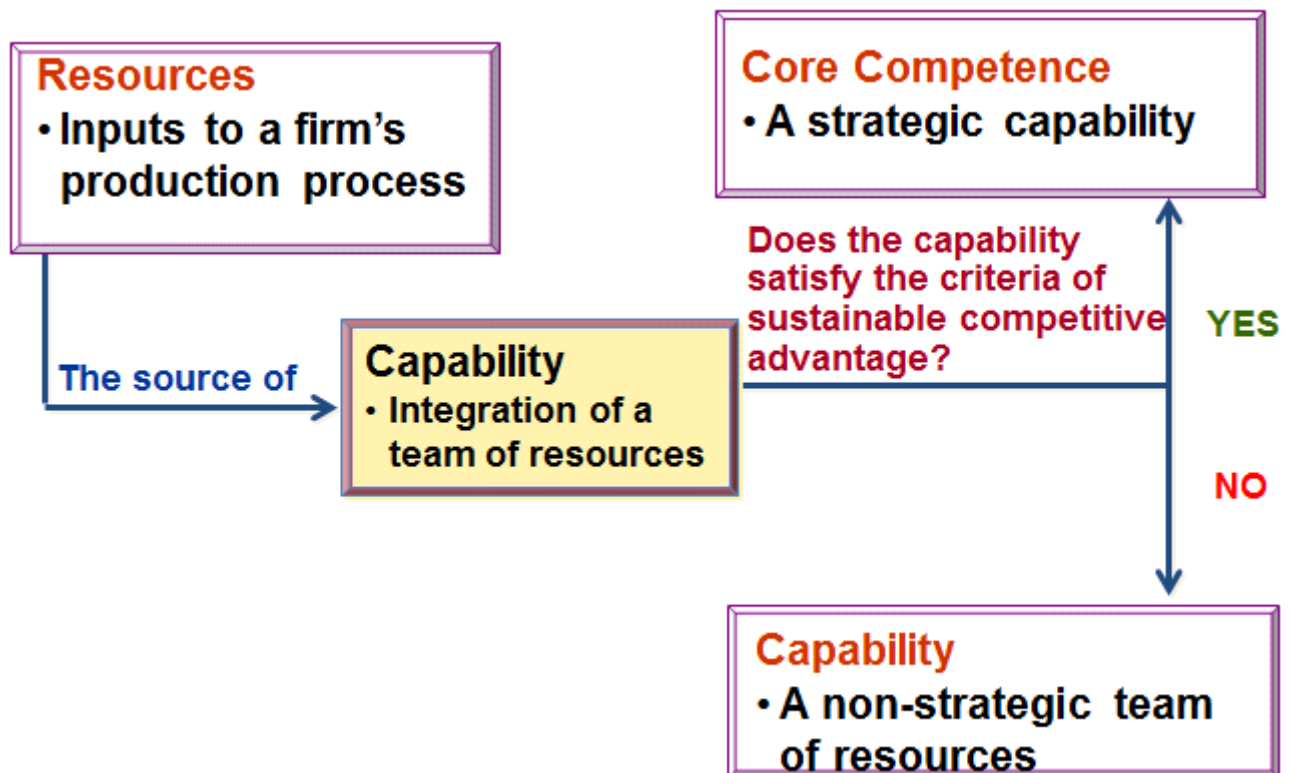 Resources
• Inputs to a firm’s
production process
The source of
Capability
• Integration of a
team of resources
Core Competence
• A strategic capability
Does the capability
satisfy the criteria of
sustainable competitive
advantage?
YES
NO
Capability
• A non-strategic team
of resources